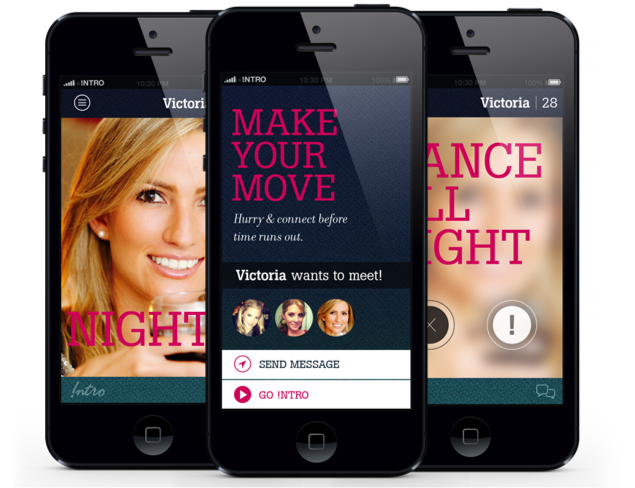 !NTRO
10:30 PM
Victori
NIGHT
!ntro
!NTRO
10:30 PM
100%
MAKE
YOUR
MOVE
Hurry & connect before
time runs out.
Victoria wants to meet!
SEND MESSAGE
GO !NTRO
10:30 PM
100%
Victoria | 28
ANCE
LL
IGHT
!